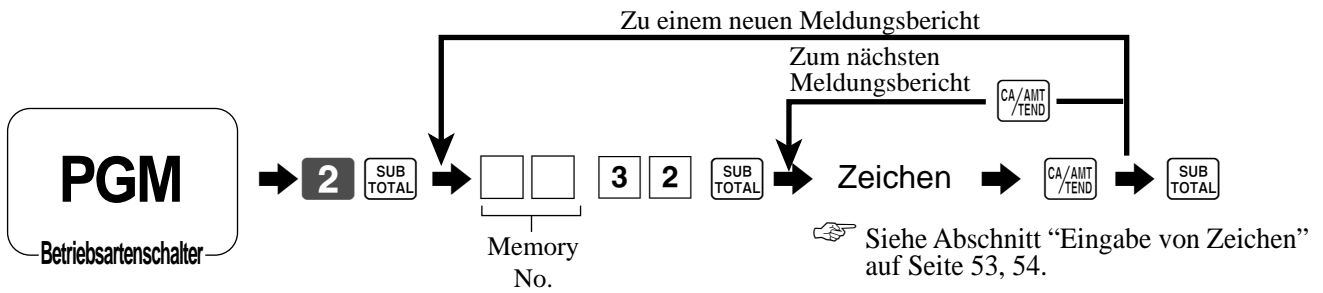 Zu einem neuen Meldungsbericht
Zum nächsten
Meldungsbericht
CA/AMT
TEND
PGM
Betriebsartenschalter
2 SUB TOTAL 3 2 SUB TOTAL Zeichen CA/AMT TEND SUB TOTAL
Memory
No.
Siehe Abschnitt “Eingabe von Zeichen”
auf Seite 53, 54.